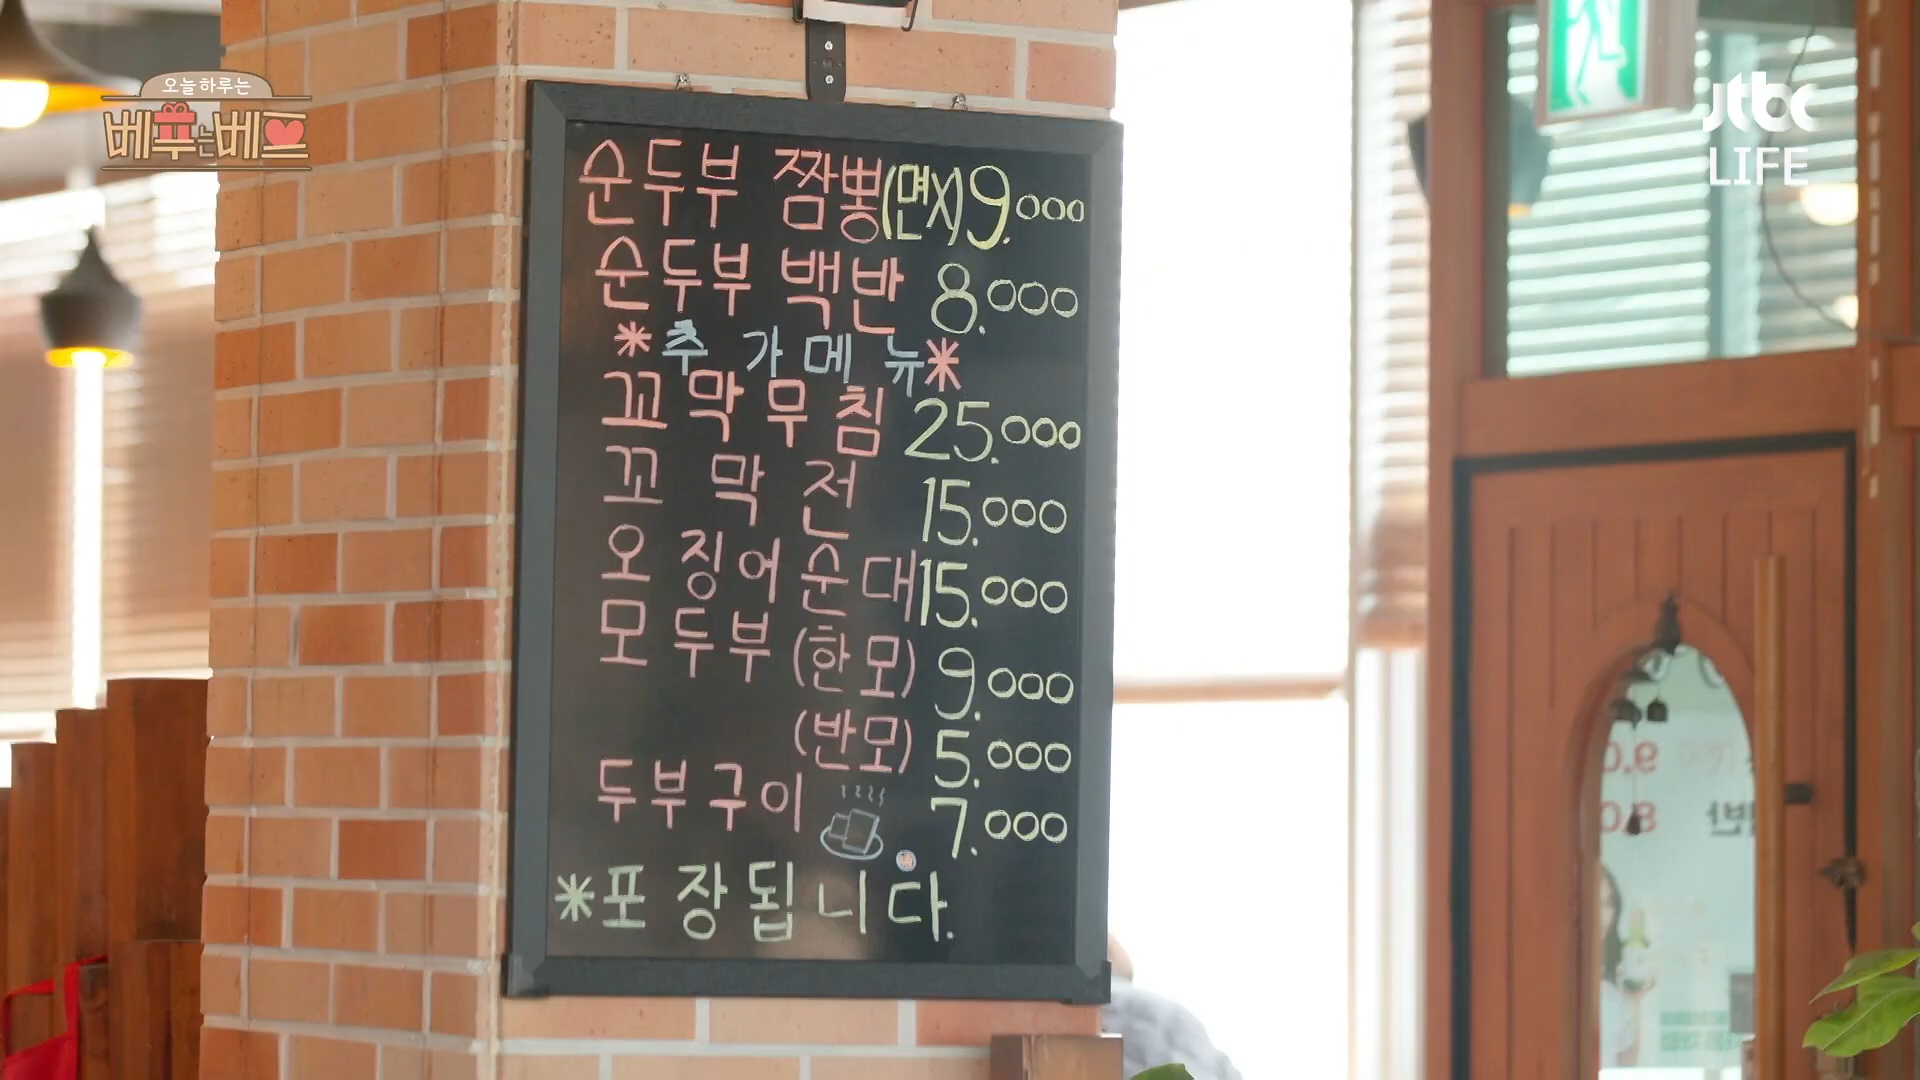 오늘하루는
베푸는베프
jtbc
LIFE
순두부 짬뽕(면X) 9.000
순두부 백반 8.000
*추가메뉴*
꼬막무침 25.000
꼬막전 15.000
오징어순대 15.000
모두부 (한모) 9.000
(반모) 5.000
두부구이 7.000
*포장됩니다.